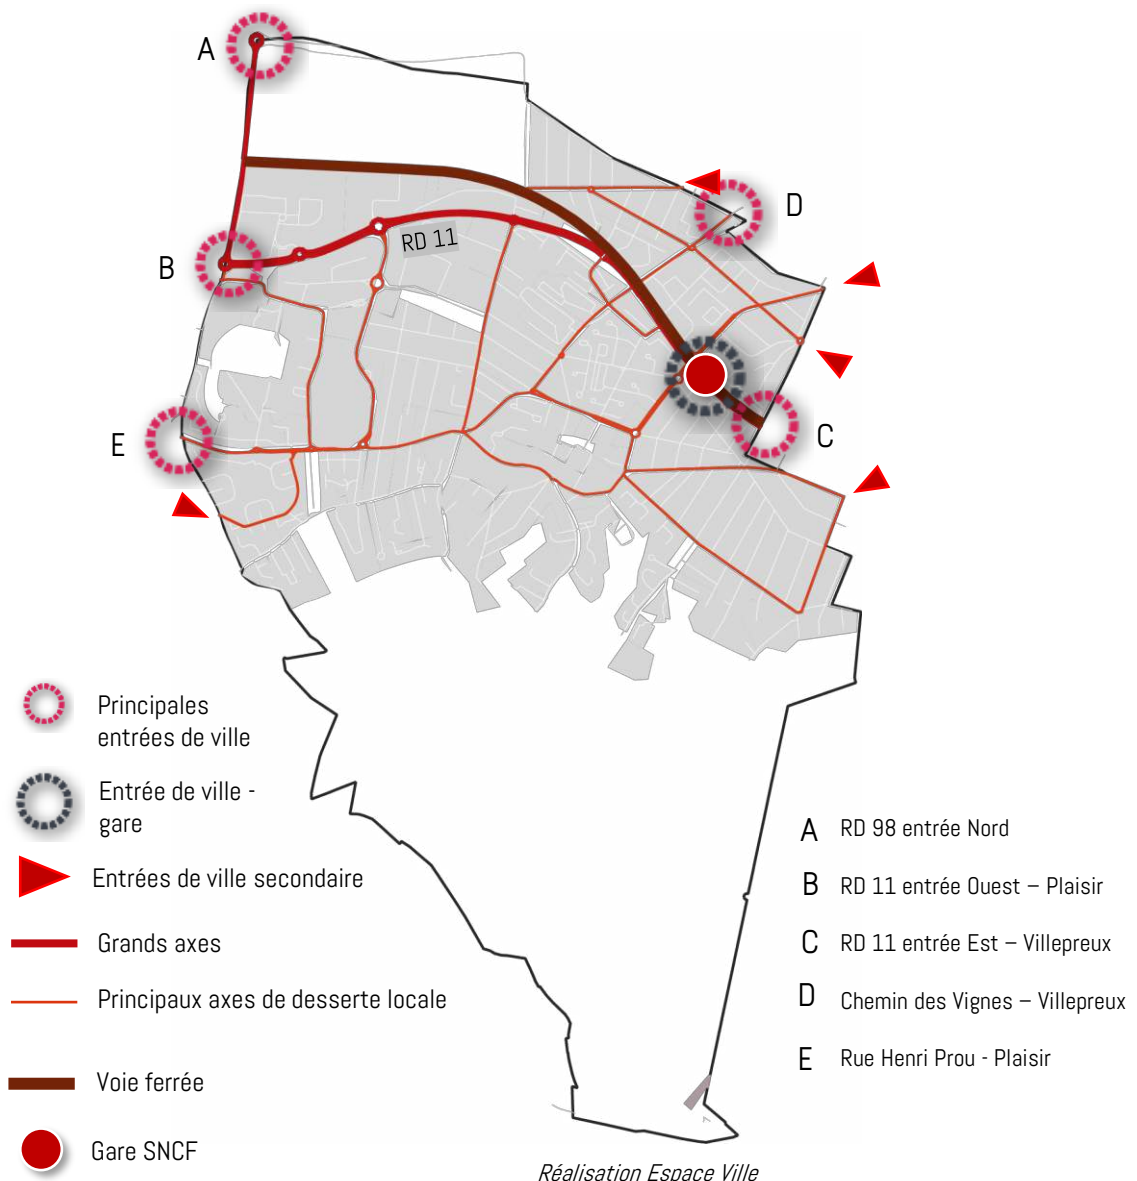 A
D
RD 11
B
C
E
Principales
entrées de ville
Entrée de ville -
gare
Entrées de ville secondaire
Grands axes
Principaux axes de desserte locale
Voie ferrée
Gare SNCF
A RD 98 entrée Nord
B RD 11 entrée Ouest – Plaisir
C RD 11 entrée Est – Villepreux
D Chemin des Vignes – Villepreux
E Rue Henri Prou - Plaisir
Réalisation Espace Ville